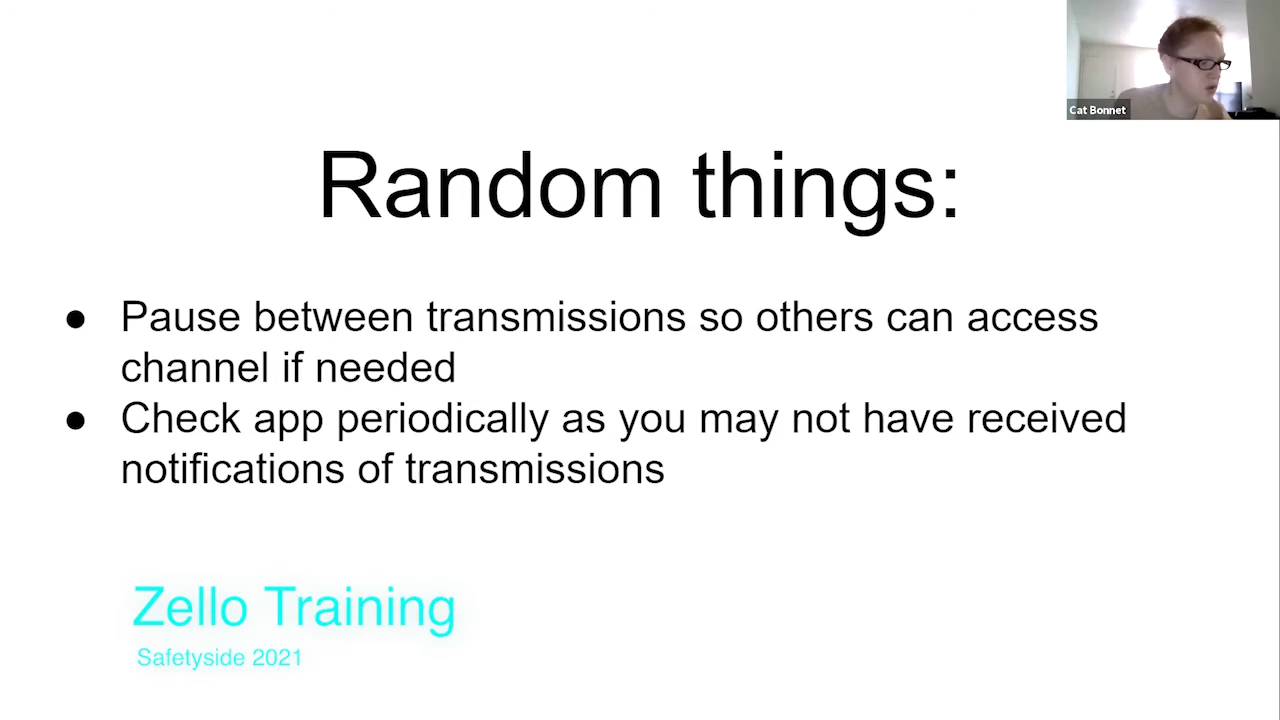 Cat Bonnet
Random things:
● Pause between transmissions so others can access
channel if needed
● Check app periodically as you may not have received
notifications of transmissions
Zello Training
Safetyside 2021